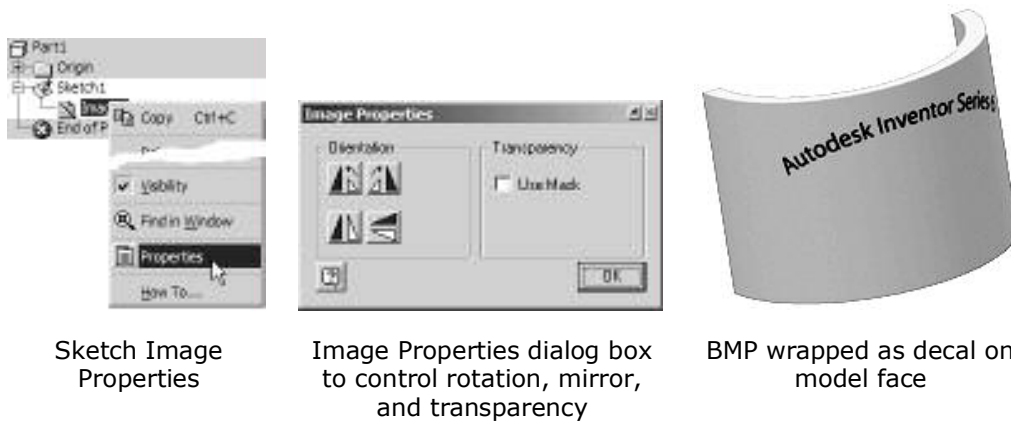 Part1
Origin
Sketch1
End of P
Copy Ctrl+C
Visibility
Find in Window
Properties
How To...
Image Properties
Orientation
Transparency
Use Mask
OK
Autodesk Inventor Series 6
Sketch Image
Properties
Image Properties dialog box
to control rotation, mirror,
and transparency
BMP wrapped as decal on
model face